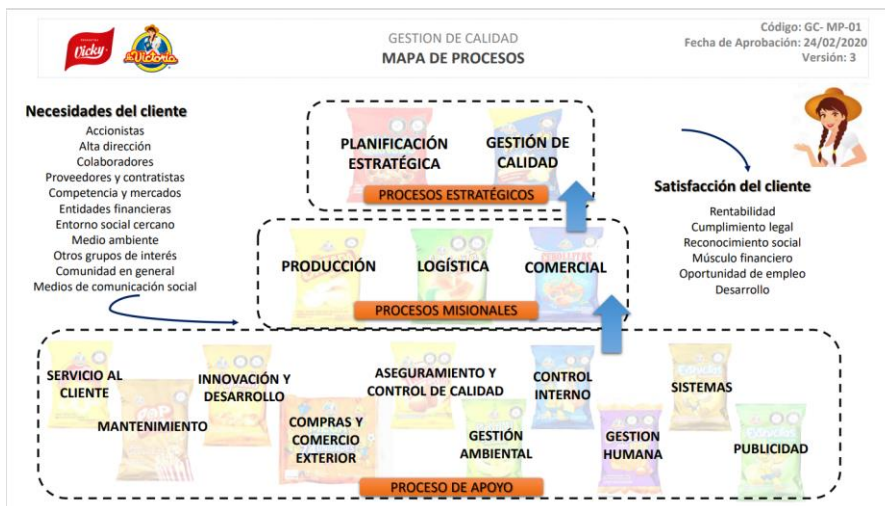 Vicky
la Victoria
GESTION DE CALIDAD
MAPA DE PROCESOS
Código: GC- MP-01
Fecha de Aprobación: 24/02/2020
Versión: 3
Necesidades del cliente
Accionistas
Alta dirección
Colaboradores
Proveedores y contratistas
Competencia y mercados
Entidades financieras
Entorno social cercano
Medio ambiente
Otros grupos de interés
Comunidad en general
Medios de comunicación social
PLANIFICACIÓN
ESTRATÉGICA
GESTIÓN DE
CALIDAD
PROCESOS ESTRATÉGICOS
Satisfacción del cliente
Rentabilidad
Cumplimiento legal
Reconocimiento social
Músculo financiero
Oportunidad de empleo
Desarrollo
PRODUCCIÓN
LOGÍSTICA
COMERCIAL
PROCESOS MISIONALES
SERVICIO AL
CLIENTE
MANTENIMIENTO
INNOVACIÓN Y
DESARROLLO
COMPRAS Y
COMERCIO
EXTERIOR
ASEGURAMIENTO Y
CONTROL DE CALIDAD
GESTIÓN
AMBIENTAL
CONTROL
INTERNO
GESTION
HUMANA
SISTEMAS
PUBLICIDAD
PROCESO DE APOYO